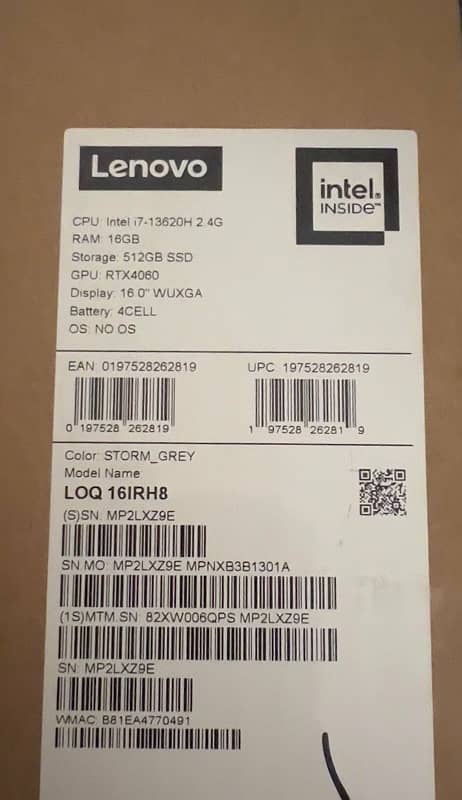 Lenovo
intel.
INSIDE™
CPU: Intel i7-13620H 2.4G
RAM: 16GB
Storage: 512GB SSD
GPU: RTX4060
Display: 16.0" WUXGA
Battery: 4CELL
OS: NO OS
EAN 0197528262819
UPC 197528262819
0 197528 262819
1 97528 26281 9
Color: STORM_GREY
Model Name:
LOQ 16IRH8
(S)SN: MP2LXZ9E
SN.MO: MP2LXZ9E MPNXB3B1301A
(1S)MTM.SN: 82XW006QPS MP2LXZ9E
SN: MP2LXZ9E
WMAC: B81EA4770491